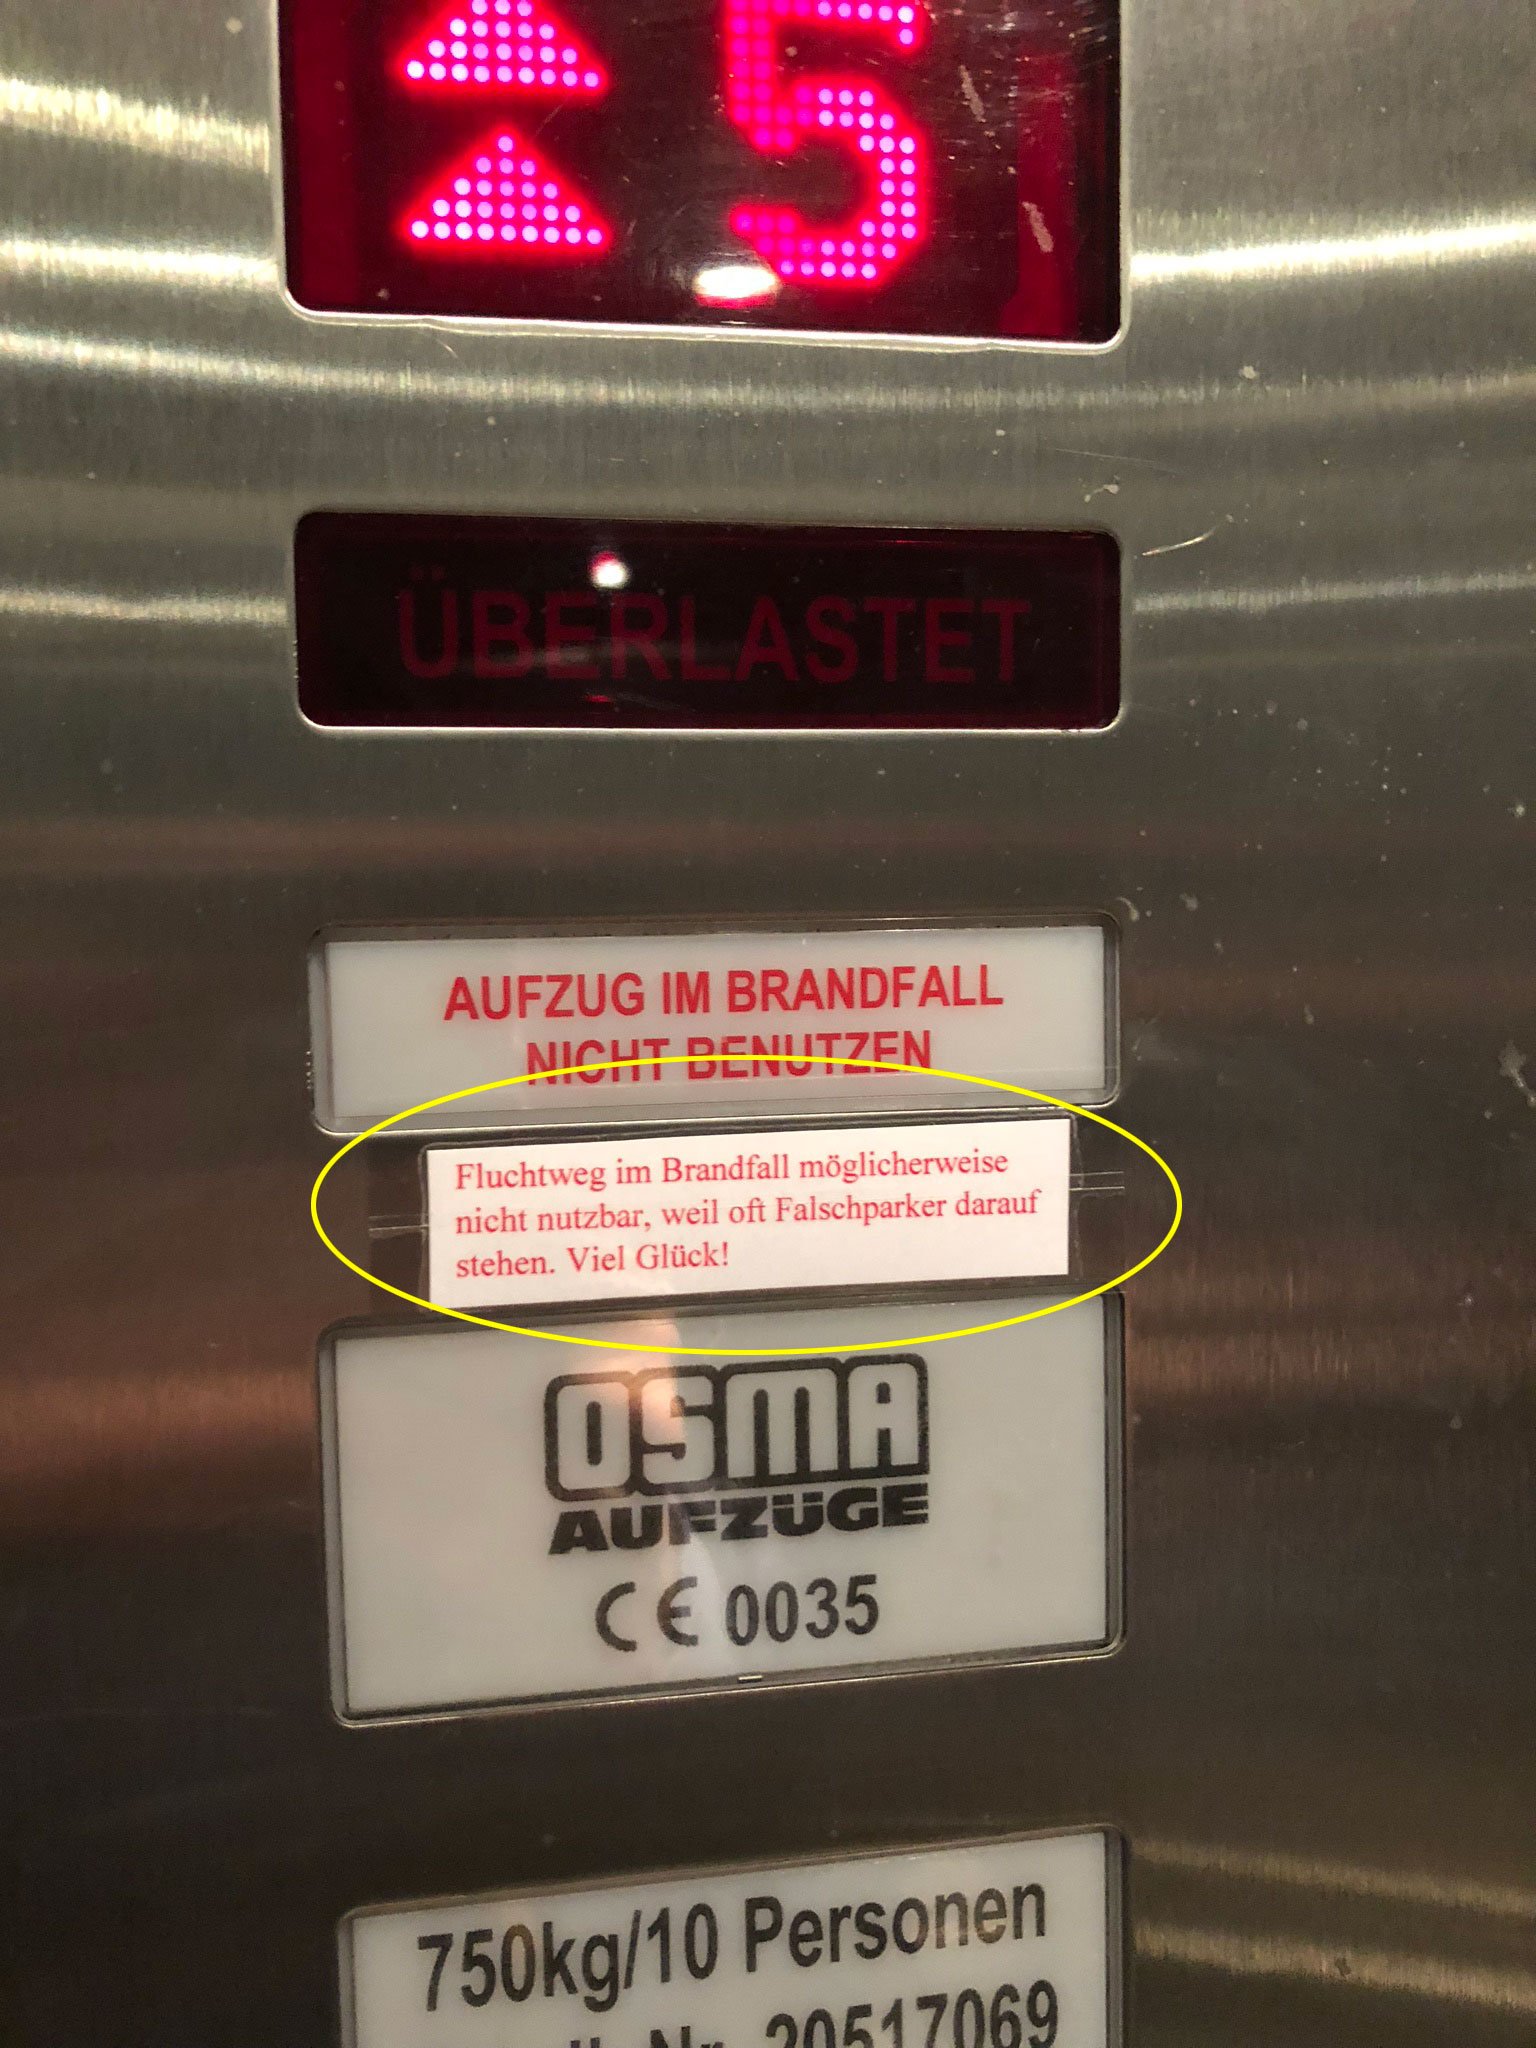 5
ÜBERLASTET
AUFZUG IM BRANDFALL
NICHT BENUTZEN
Fluchtweg im Brandfall möglicherweise
nicht nutzbar, weil oft Falschparker darauf
stehen. Viel Glück!
OSMA
AUFZÜGE
CE 0035
750kg/10 Personen
Nr. 20517069